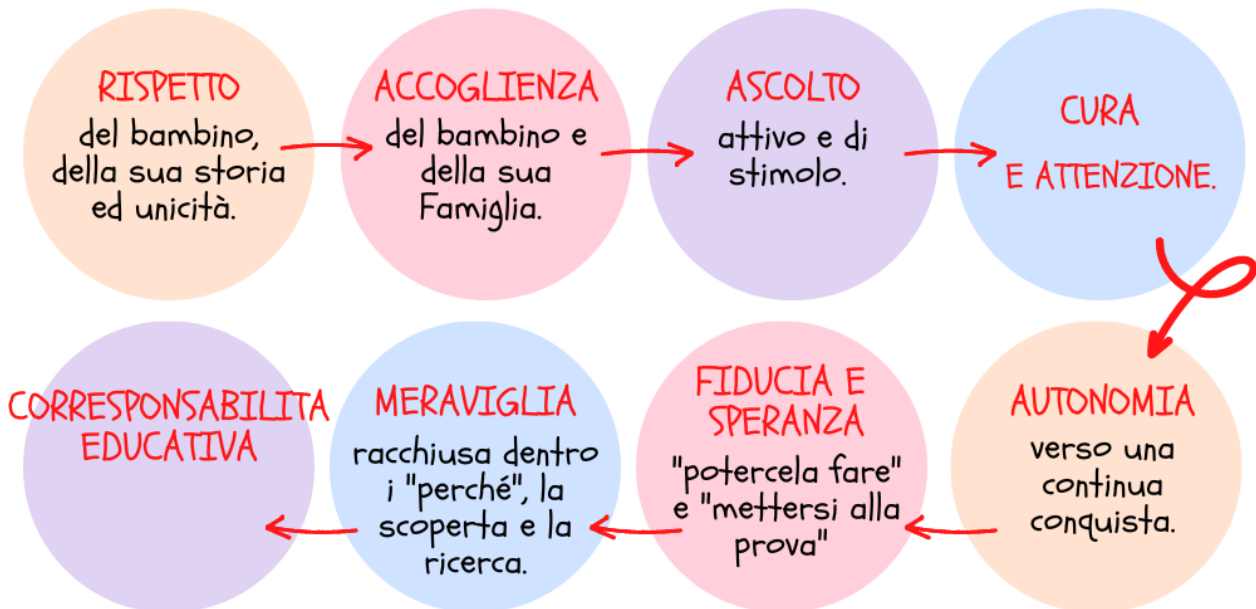 RISPETTO
del bambino,
della sua storia
ed unicità.
ACCOGLIENZA
del bambino e
della sua
Famiglia.
ASCOLTO
attivo e di
stimolo.
CURA
E ATTENZIONE.
AUTONOMIA
verso una
continua
conquista.
FIDUCIA E
SPERANZA
"potercela fare"
e "mettersi alla
prova"
MERAVIGLIA
racchiusa dentro
i "perché", la
scoperta e la
ricerca.
CORRESPONSABILITA
EDUCATIVA